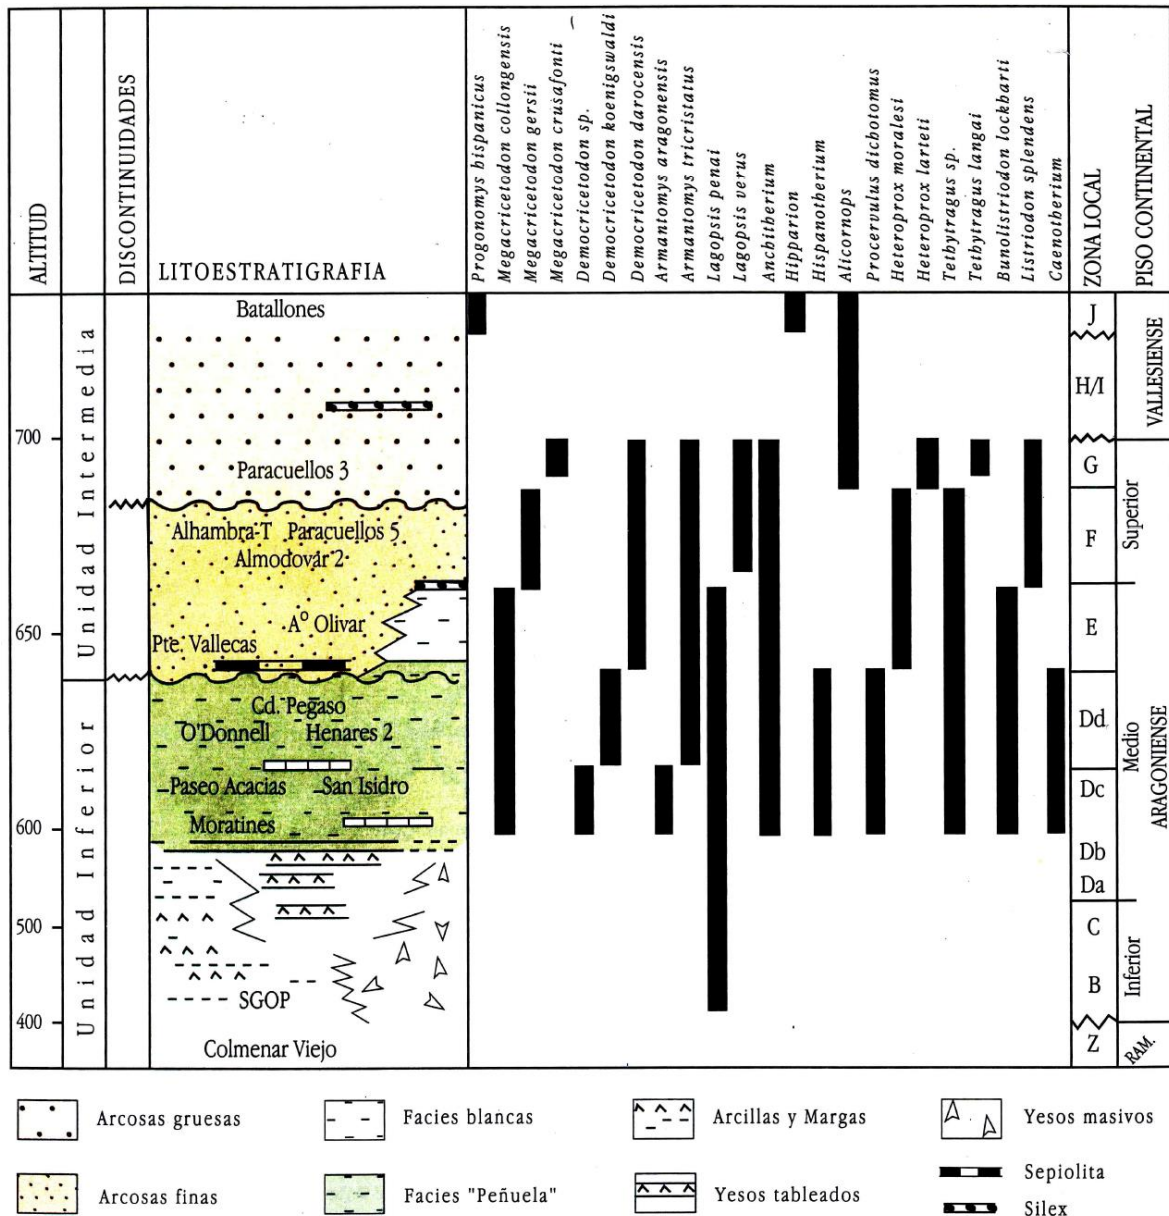 ALTITUD
DISCONTINUIDADES
LITOESTRATIGRAFIA
Progonomys hispanicus
Megacricetodon collongensis
Megacricetodon gersii
Megacricetodon crusafonti
Democricetodon sp.
Democricetodon koenigswaldi
Democricetodon darocensis
Armantomys aragonensis
Armantomys tricristatus
Lagopsis penai
Lagopsis verus
Anchitherium
Hipparion
Hispanotherium
Alicornops
Procervulus dichotomus
Heteroprox moralesi
Heteroprox larteti
Tethytragus sp.
Tethytragus langai
Bunolistriodon lockharti
Listriodon splendens
Caenotherium
ZONA LOCAL
PISO CONTINENTAL
700
650
600
500
400
Unidad Intermedia
Unidad Inferior
Batallones
Paracuellos 3
Alhambra-T Paracuellos 5
Almodovár 2
Aº Olivar
Pte. Vallecas
Cd. Pegaso
O'Donnell Henares 2
Paseo Acacias San Isidro
Moratines
SGOP
Colmenar Viejo
J
H/I
G
F
E
Dd
Dc
Db
Da
C
B
Z
VALLESIENSE
Superior
Medio
Inferior
ARAGONIENSE
RAM.
Arcosas gruesas
Facies blancas
Arcillas y Margas
Yesos masivos
Arcosas finas
Facies "Peñuela"
Yesos tableados
Sepiolita
Silex